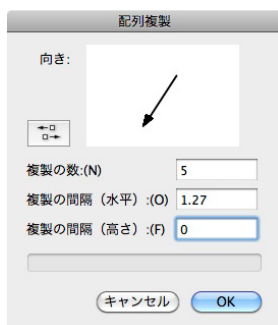 配列複製
向き:
複製の数:(N) 5
複製の間隔（水平）:(O) 1.27
複製の間隔（高さ）:(F) 0
キャンセル OK